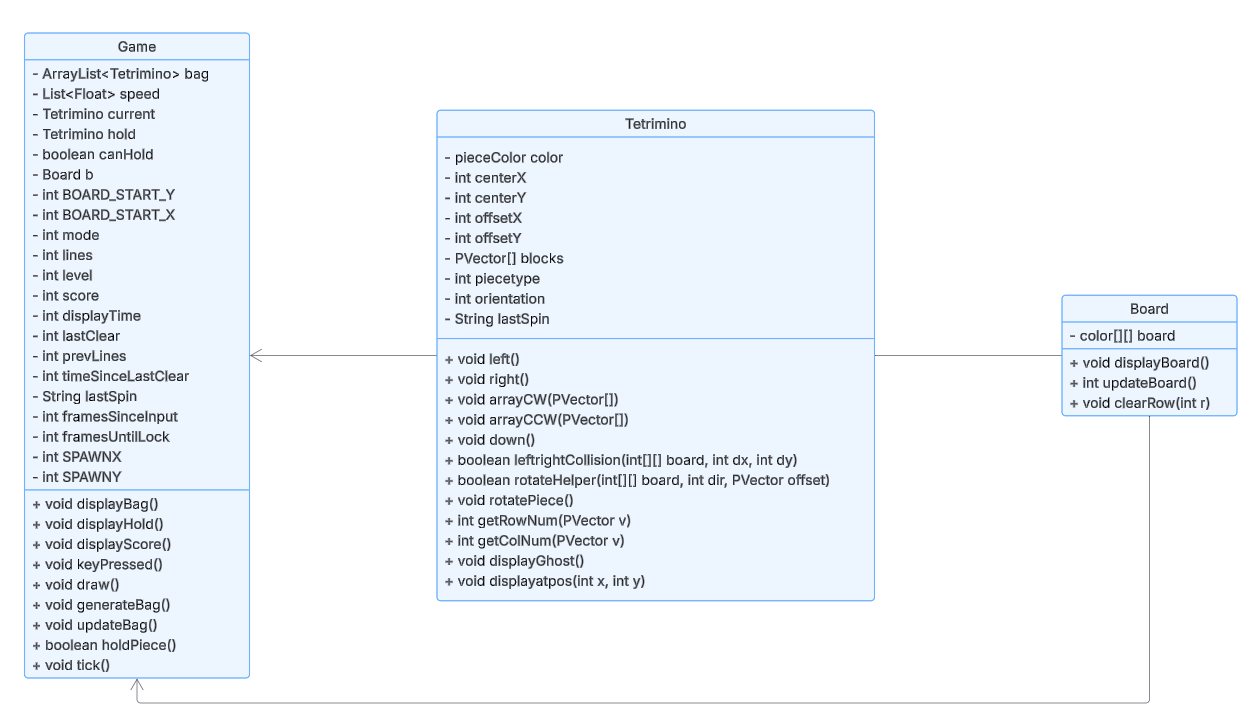 Game
- ArrayList<Tetrimino> bag
- List<Float> speed
- Tetrimino current
- Tetrimino hold
- boolean canHold
- Board b
- int BOARD_START_Y
- int BOARD_START_X
- int mode
- int lines
- int level
- int score
- int displayTime
- int lastClear
- int prevLines
- int timeSinceLastClear
- String lastSpin
- int framesSinceInput
- int framesUntilLock
- int SPAWNX
- int SPAWNY
+ void displayBag()
+ void displayHold()
+ void displayScore()
+ void keyPressed()
+ void draw()
+ void generateBag()
+ void updateBag()
+ boolean holdPiece()
+ void tick()
Tetrimino
- pieceColor color
- int centerX
- int centerY
- int offsetX
- int offsetY
- PVector[] blocks
- int piecetype
- int orientation
- String lastSpin
+ void left()
+ void right()
+ void arrayCW(PVector[])
+ void arrayCCW(PVector[])
+ void down()
+ boolean leftrightCollision(int[][] board, int dx, int dy)
+ boolean rotateHelper(int[][] board, int dir, PVector offset)
+ void rotatePiece()
+ int getRowNum(PVector v)
+ int getColNum(PVector v)
+ void displayGhost()
+ void displayatpos(int x, int y)
Board
- color[][] board
+ void displayBoard()
+ int updateBoard()
+ void clearRow(int r)